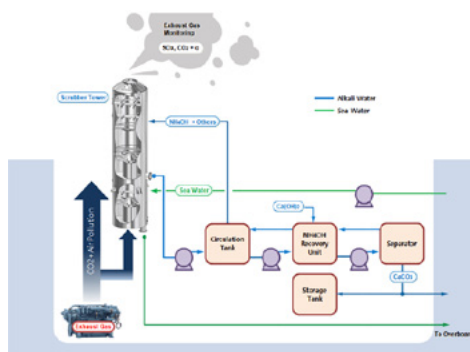 Exhaust Gas
Monitoring
SOx, CO2 + α
Scrubber Tower
Alkali Water
Sea Water
NH4OH + Others
Sea Water
Ca(OH)2
CO2 + Air Pollution
Circulation
Tank
NH4OH
Recovery
Unit
Separator
CaCO3
Storage
Tank
Exhaust Gas
To Overboard